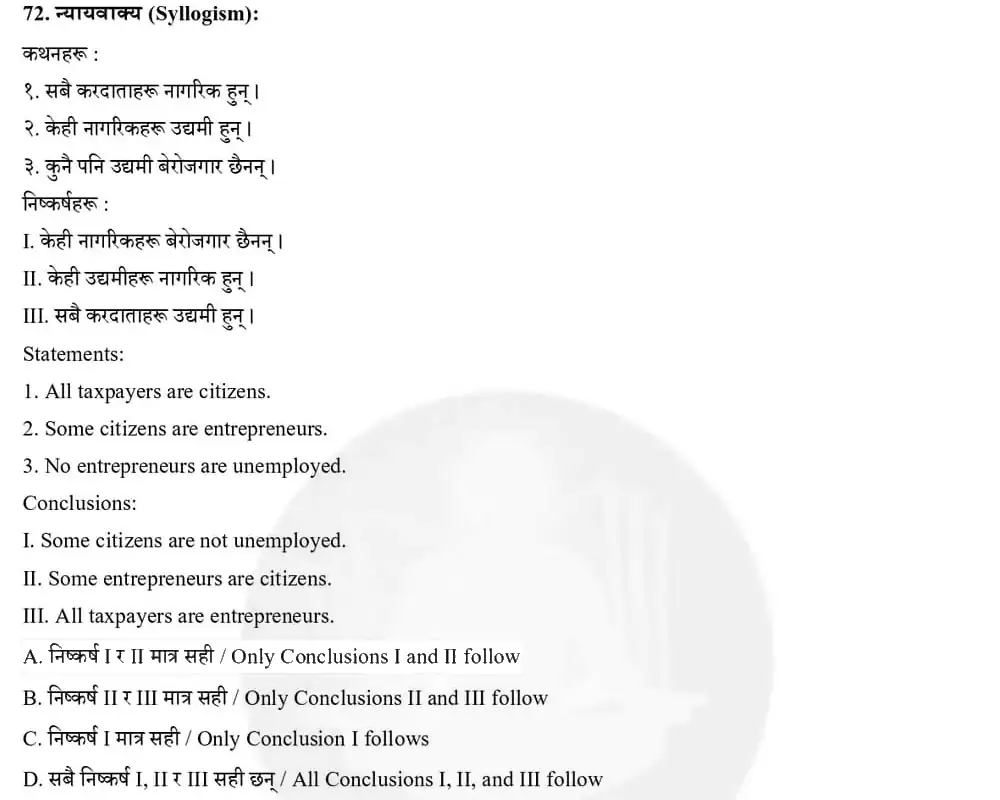 72. न्यायवाक्य (Syllogism):
कथनहरू :
१. सबै करदाताहरू नागरिक हुन्।
२. केही नागरिकहरू उद्यमी हुन्।
३. कुनै पनि उद्यमी बेरोजगार छैनन्।
निष्कर्षहरू :
I. केही नागरिकहरू बेरोजगार छैनन्।
II. केही उद्यमीहरू नागरिक हुन्।
III. सबै करदाताहरू उद्यमी हुन्।
Statements:
1. All taxpayers are citizens.
2. Some citizens are entrepreneurs.
3. No entrepreneurs are unemployed.
Conclusions:
I. Some citizens are not unemployed.
II. Some entrepreneurs are citizens.
III. All taxpayers are entrepreneurs.
A. निष्कर्ष I र II मात्र सही / Only Conclusions I and II follow
B. निष्कर्ष II र III मात्र सही / Only Conclusions II and III follow
C. निष्कर्ष I मात्र सही / Only Conclusion I follows
D. सबै निष्कर्ष I, II र III सही छन् / All Conclusions I, II, and III follow